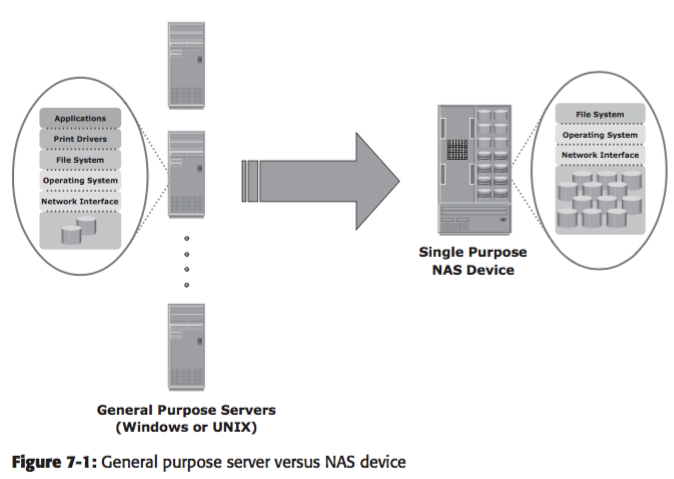 Applications
Print Drivers
File System
Operating System
Network Interface
General Purpose Servers
(Windows or UNIX)
File System
Operating System
Network Interface
Single Purpose
NAS Device
Figure 7-1: General purpose server versus NAS device